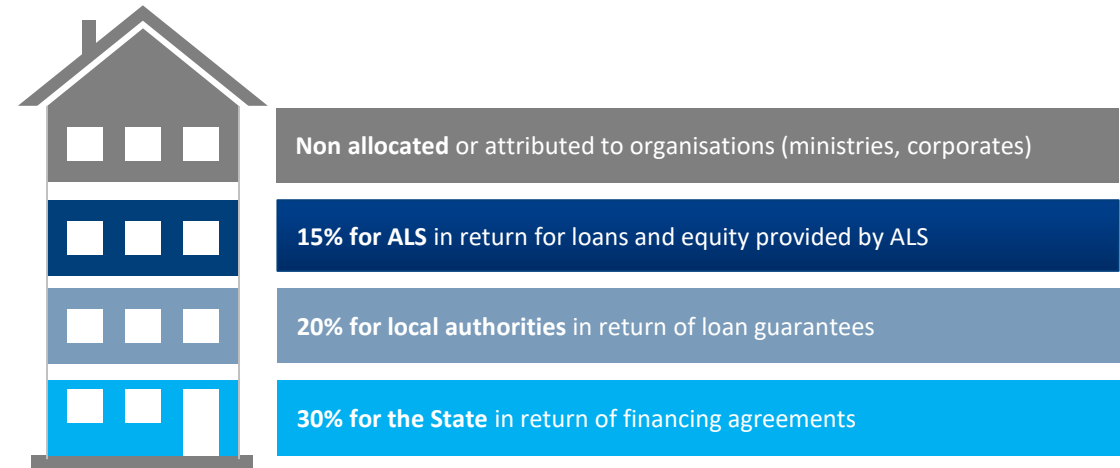 Non allocated or attributed to organisations (ministries, corporates)
15% for ALS in return for loans and equity provided by ALS
20% for local authorities in return of loan guarantees
30% for the State in return of financing agreements